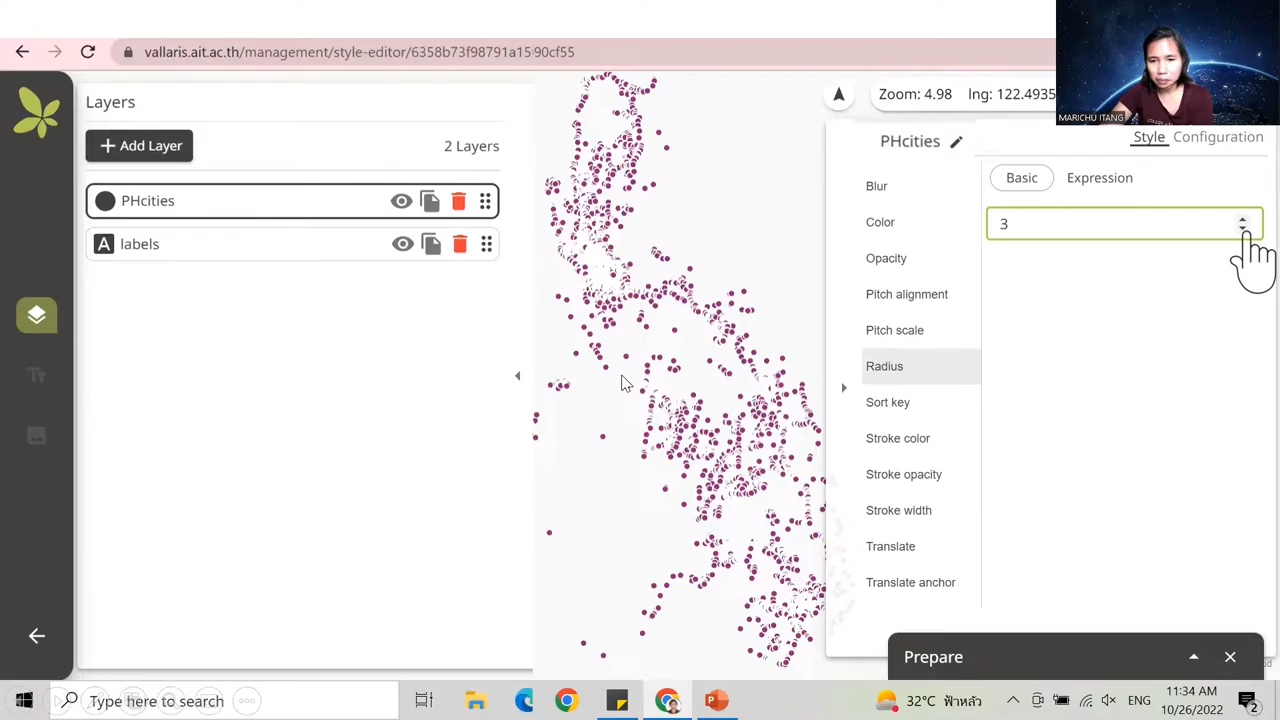 vallaris.ait.ac.th/management/style-editor/6358b73f98791a1590cf55
MARICHU ITANG
Layers
Add Layer
2 Layers
PHcities
A labels
Zoom: 4.98 lng: 122.4935
PHcities
Style Configuration
Basic Expression
3
Blur
Color
Opacity
Pitch alignment
Pitch scale
Radius
Sort key
Stroke color
Stroke opacity
Stroke width
Translate
Translate anchor
Tт
Prepare
Type here to search
32°C ฟ้าหลัว
ENG
11:34 AM
10/26/2022
2